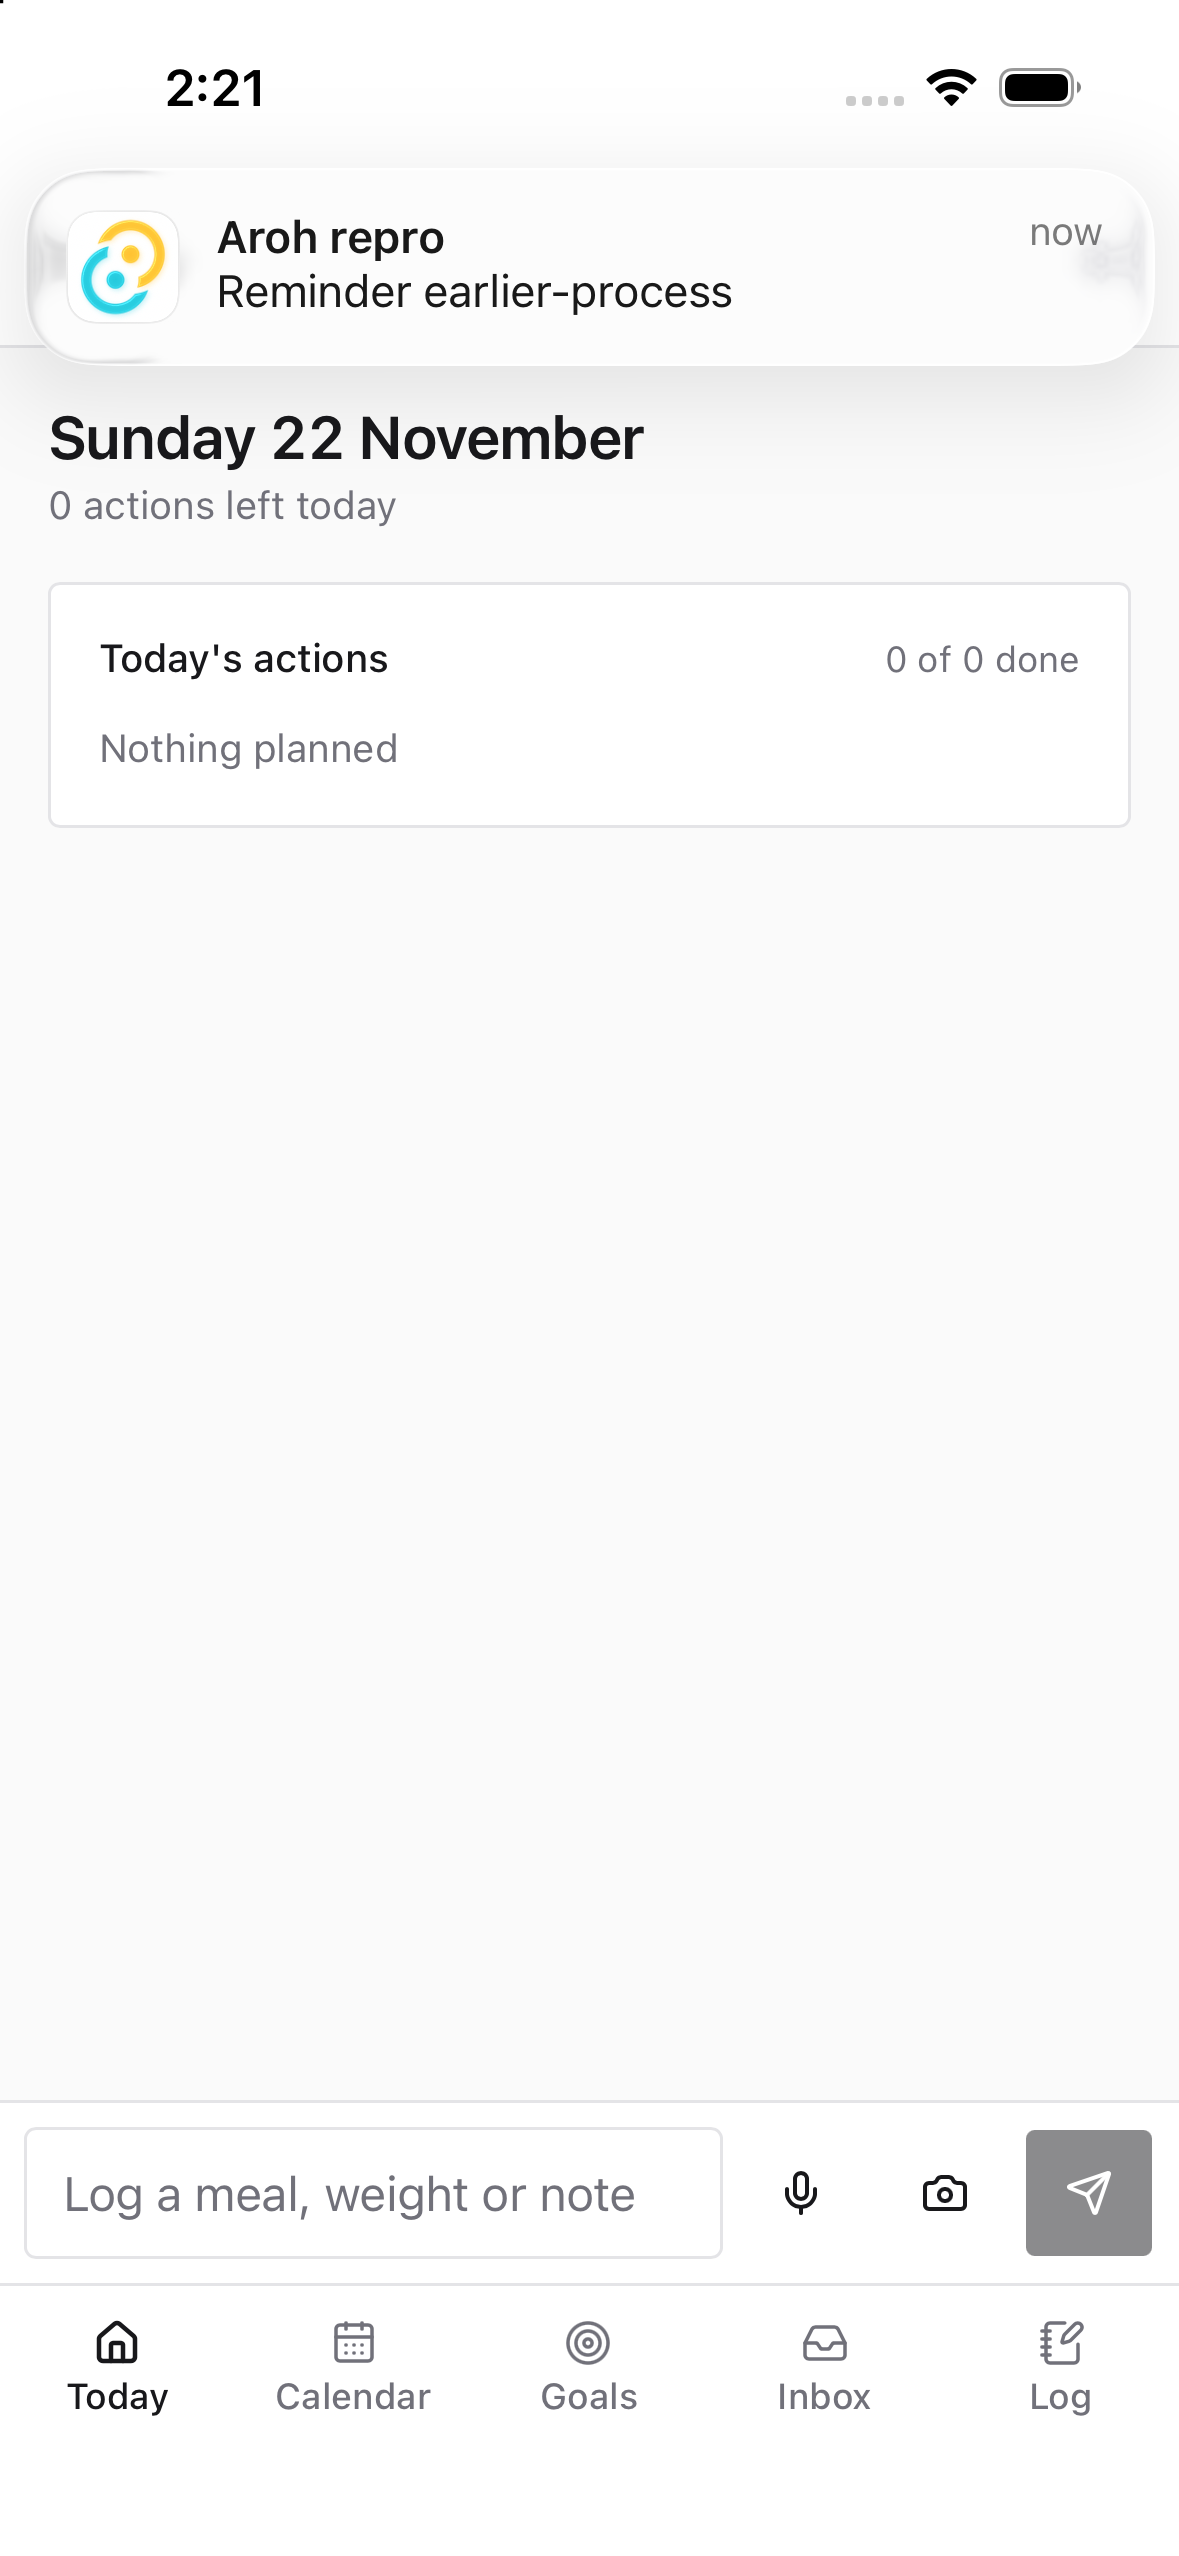 2:21
Aroh repro
now
Reminder earlier-process
Sunday 22 November
0 actions left today
Today's actions
0 of 0 done
Nothing planned
Log a meal, weight or note
Today
Calendar
Goals
Inbox
Log